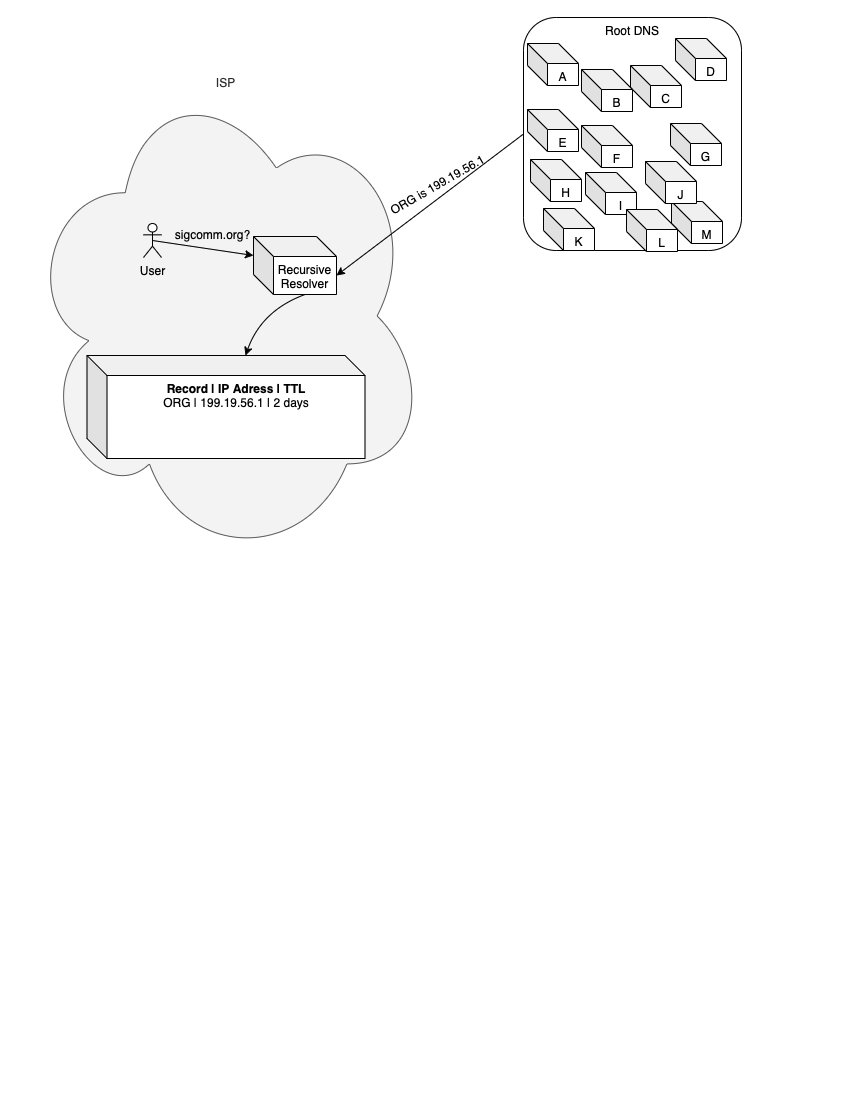 Root DNS
A
D
C
B
ISP
E
F
G
ORG is 199.19.56.1
H
J
I
sigcomm.org?
M
K
L
User
Recursive
Resolver
Record | IP Adress | TTL
ORG | 199.19.56.1 | 2 days